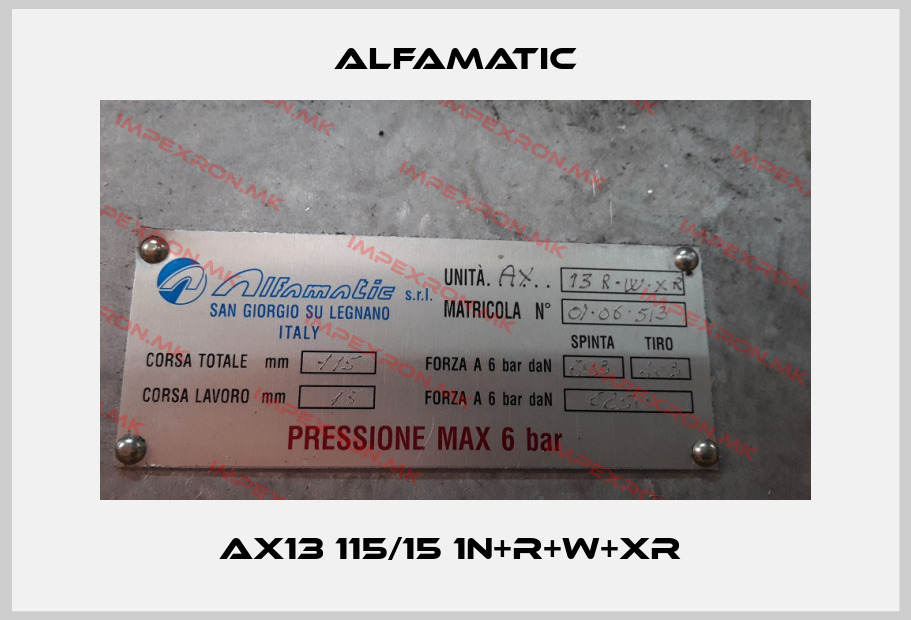 ALFAMATIC
Alfamatic s.r.l.
SAN GIORGIO SU LEGNANO
ITALY
UNITÀ. AX.. 13 R·W·XR
MATRICOLA N° 01·06·513
SPINTA TIRO
CORSA TOTALE mm 115
FORZA A 6 bar daN
CORSA LAVORO mm 15
FORZA A 6 bar daN
PRESSIONE MAX 6 bar
AX13 115/15 1N+R+W+XR
IMPEXRON.MK